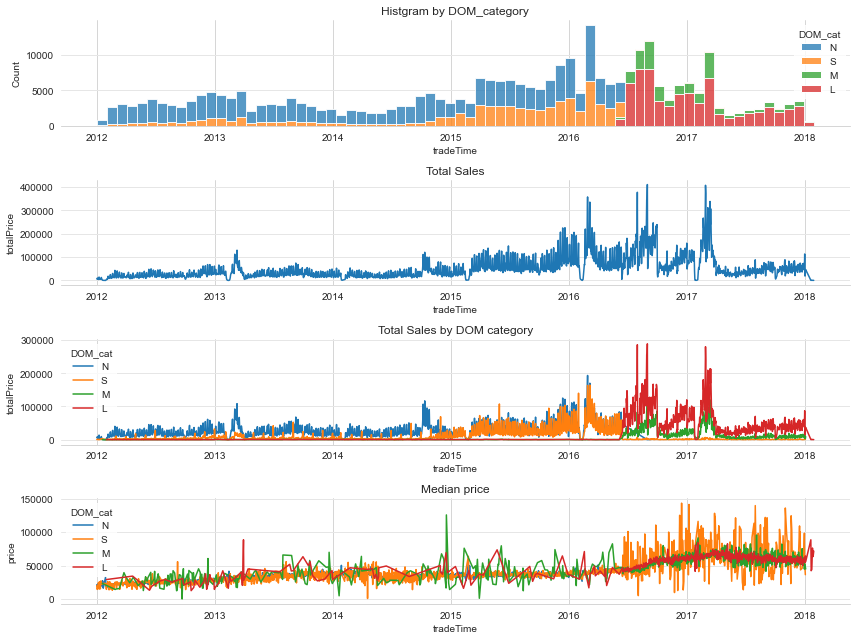 Histgram by DOM_category
DOM_cat
N
S
M
L
Count
10000
5000
0
2012 2013 2014 2015 2016 2017 2018
tradeTime
Total Sales
totalPrice
400000
300000
200000
100000
0
2012 2013 2014 2015 2016 2017 2018
tradeTime
Total Sales by DOM category
DOM_cat
N
S
M
L
totalPrice
300000
200000
100000
0
2012 2013 2014 2015 2016 2017 2018
tradeTime
Median price
DOM_cat
N
S
M
L
price
150000
100000
50000
0
2012 2013 2014 2015 2016 2017 2018
tradeTime